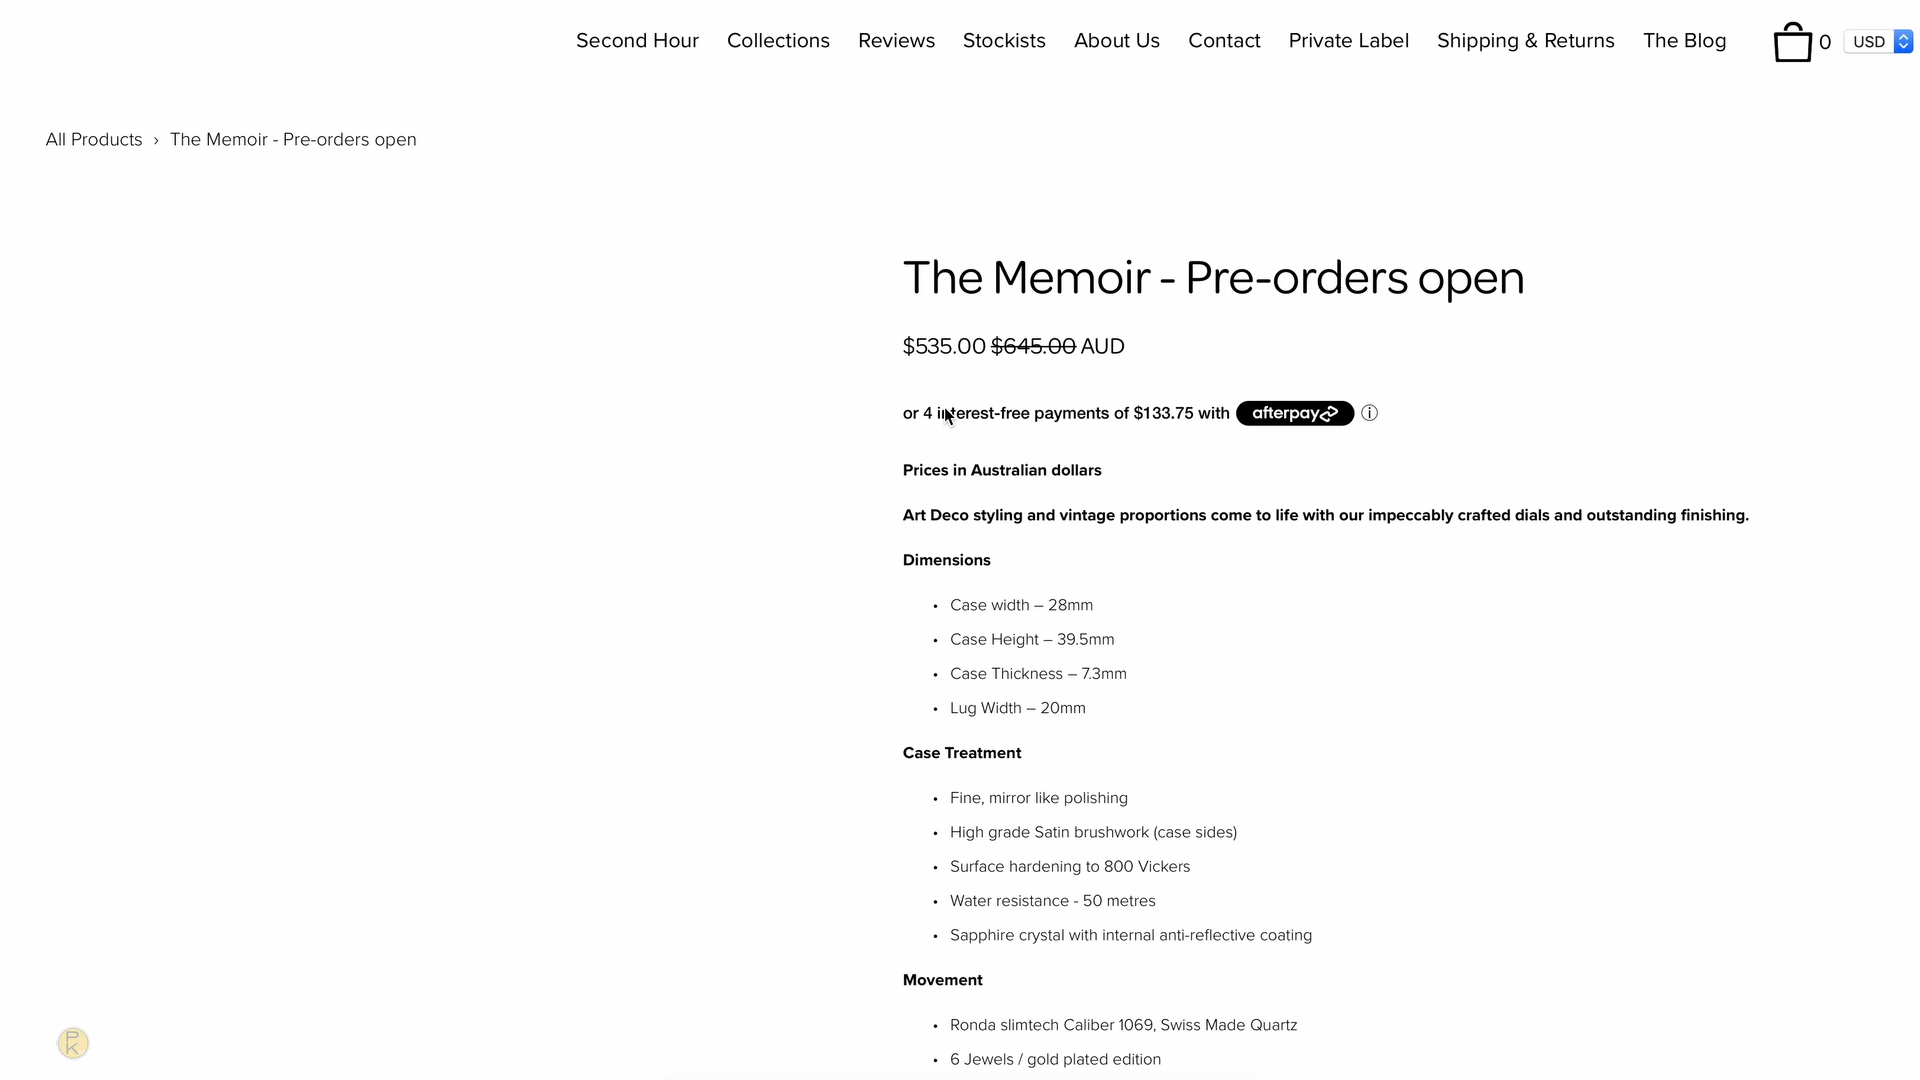 Second Hour Collections Reviews Stockists About Us Contact Private Label Shipping & Returns The Blog 0 USD
All Products › The Memoir - Pre-orders open
The Memoir - Pre-orders open
$535.00 $645.00 AUD
or 4 interest-free payments of $133.75 with afterpay ⓘ
Prices in Australian dollars
Art Deco styling and vintage proportions come to life with our impeccably crafted dials and outstanding finishing.
Dimensions
• Case width – 28mm
• Case Height – 39.5mm
• Case Thickness – 7.3mm
• Lug Width – 20mm
Case Treatment
• Fine, mirror like polishing
• High grade Satin brushwork (case sides)
• Surface hardening to 800 Vickers
• Water resistance - 50 metres
• Sapphire crystal with internal anti-reflective coating
Movement
• Ronda slimtech Caliber 1069, Swiss Made Quartz
• 6 Jewels / gold plated edition
PK